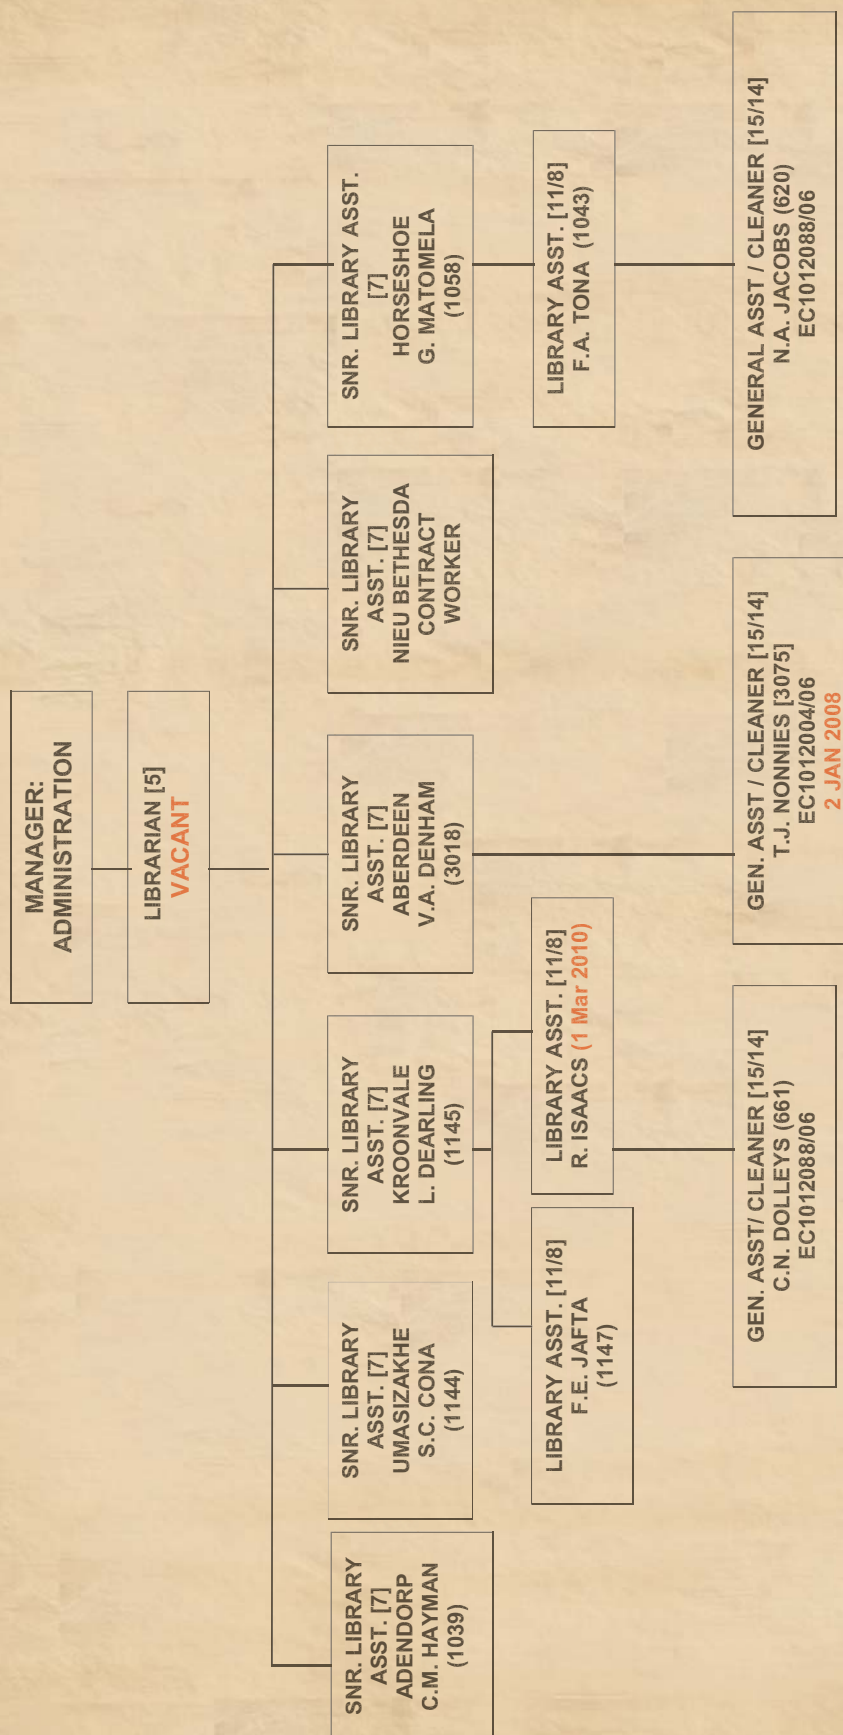 MANAGER:
ADMINISTRATION
LIBRARIAN [5]
VACANT
SNR. LIBRARY
ASST. [7]
ADENDORP
C.M. HAYMAN
(1039)
SNR. LIBRARY
ASST. [7]
UMASIZAKHE
S.C. CONA
(1144)
SNR. LIBRARY
ASST. [7]
KROONVALE
L. DEARLING
(1145)
SNR. LIBRARY
ASST. [7]
ABERDEEN
V.A. DENHAM
(3018)
SNR. LIBRARY
ASST. [7]
NIEU BETHESDA
CONTRACT
WORKER
SNR. LIBRARY ASST.
[7]
HORSESHOE
G. MATOMELA
(1058)
LIBRARY ASST. [11/8]
F.E. JAFTA
(1147)
LIBRARY ASST. [11/8]
R. ISAACS (1 Mar 2010)
LIBRARY ASST. [11/8]
F.A. TONA (1043)
GEN. ASST/ CLEANER [15/14]
C.N. DOLLEYS (661)
EC1012088/06
GEN. ASST / CLEANER [15/14]
T.J. NONNIES [3075]
EC1012004/06
2 JAN 2008
GENERAL ASST / CLEANER [15/14]
N.A. JACOBS (620)
EC1012088/06